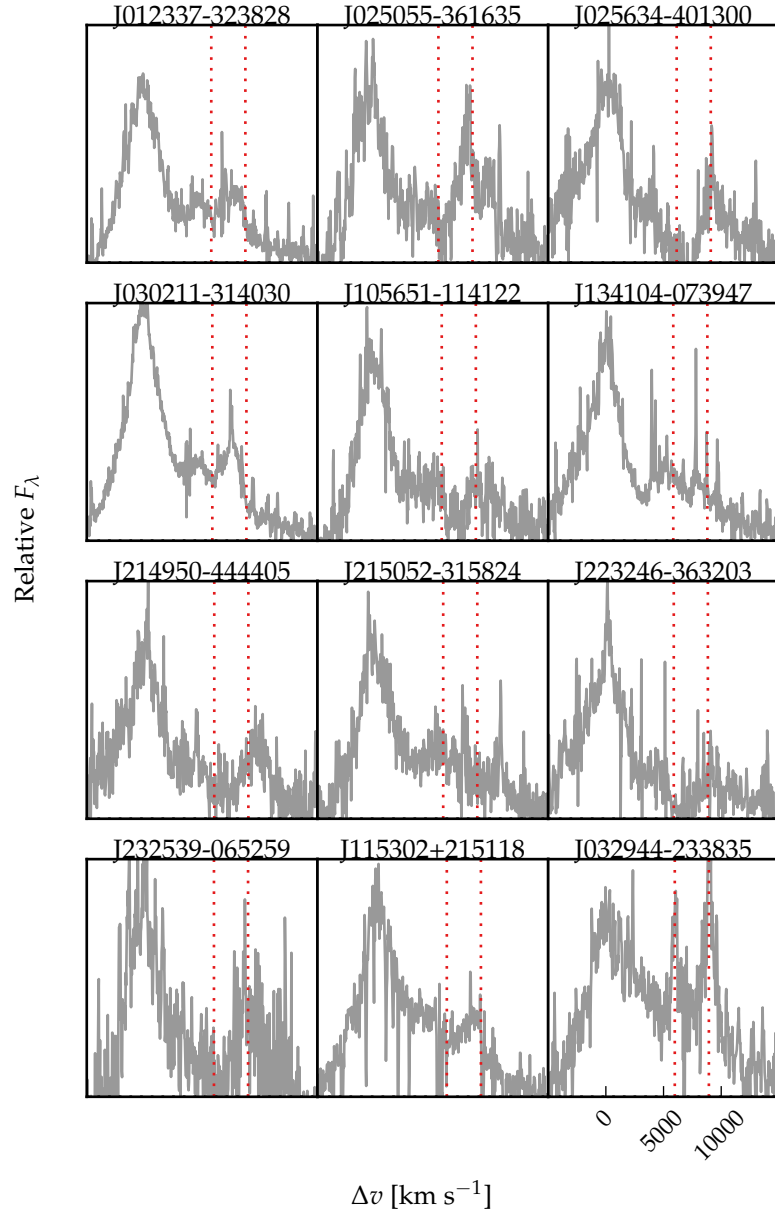 J012337-323828 J025055-361635 J025634-401300
J030211-314030 J105651-114122 J134104-073947
Relative Fλ
J214950-444405 J215052-315824 J223246-363203
J232539-065259 J115302+215118 J032944-233835
0 5000 10000
Δv [km s⁻¹]